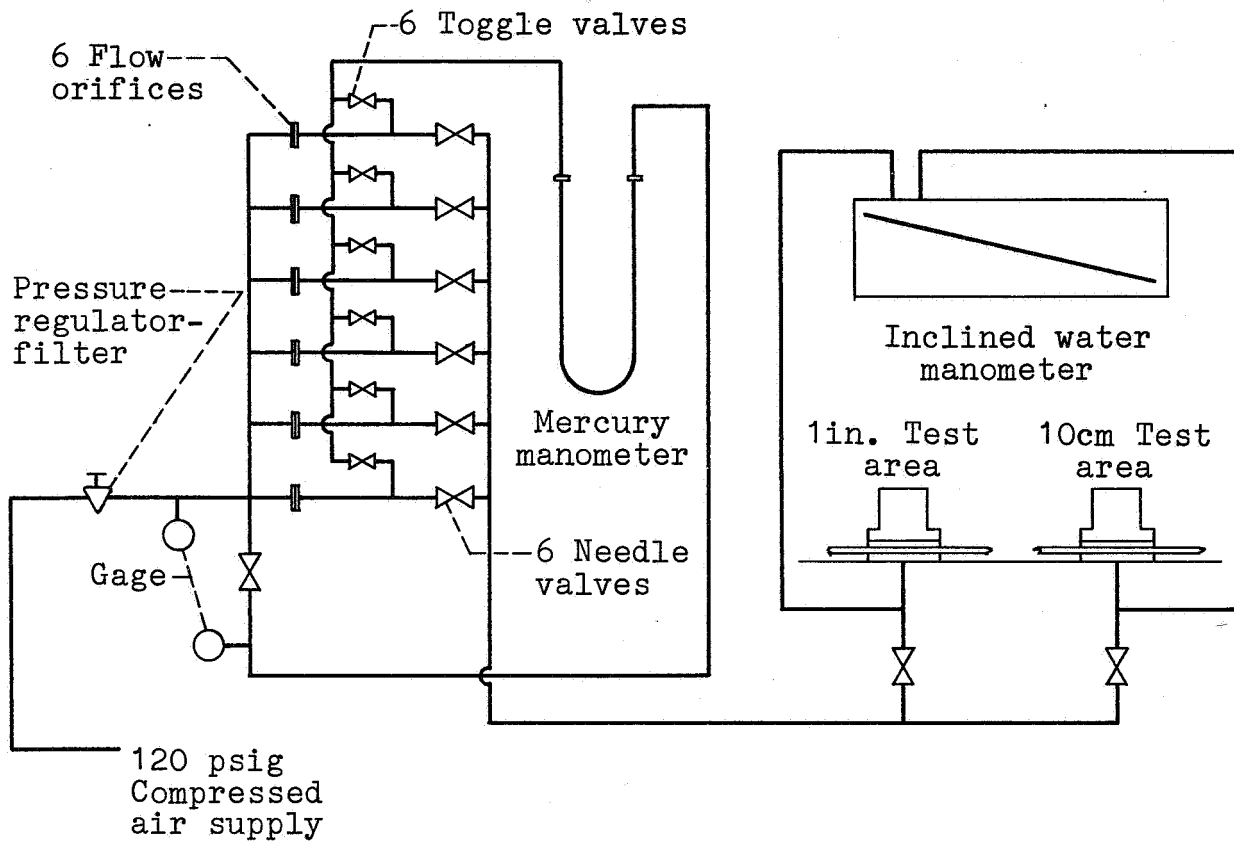 6 Toggle valves
6 Flow
orifices
Pressure
regulator-
filter
Inclined water
manometer
Mercury
manometer
1in. Test
area
10cm Test
area
6 Needle
valves
Gage
120 psig
Compressed
air supply